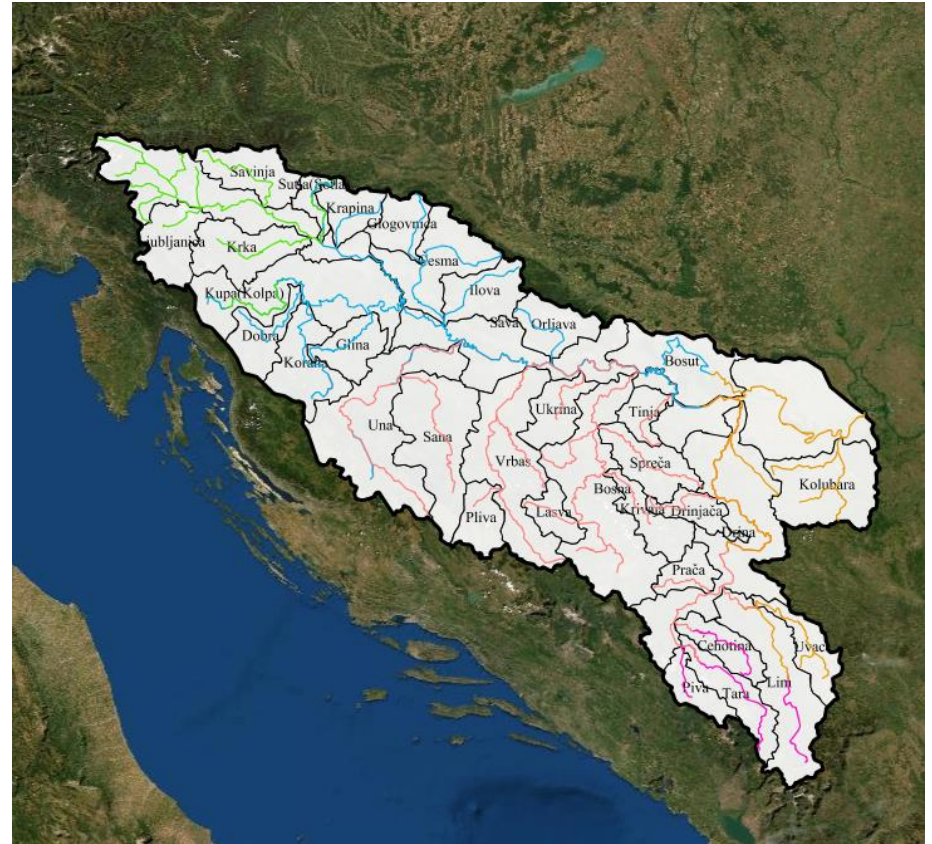 Savinja
Sutla(Sotla)
Krapina
Glogovnica
Ljubljanica
Krka
Česma
Ilova
Kupa(Kolpa)
Sava
Orljava
Dobra
Glina
Korana
Bosut
Una
Sana
Ukrina
Tinja
Vrbas
Spreča
Kolubara
Bosna
Pliva
Lašva
Krivaja
Drinjača
Drina
Prača
Ćehotina
Uvac
Lim
Piva
Tara